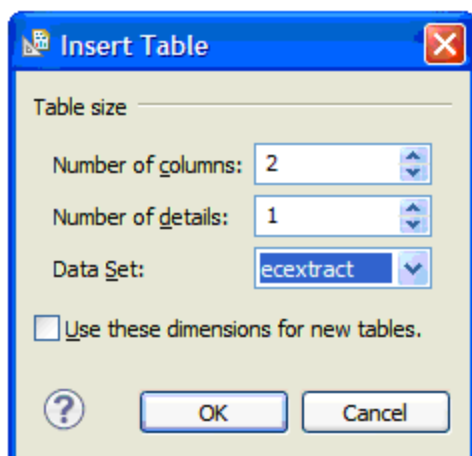 Insert Table
Table size
Number of columns: 2
Number of details: 1
Data Set: ecextract
Use these dimensions for new tables.
? OK Cancel